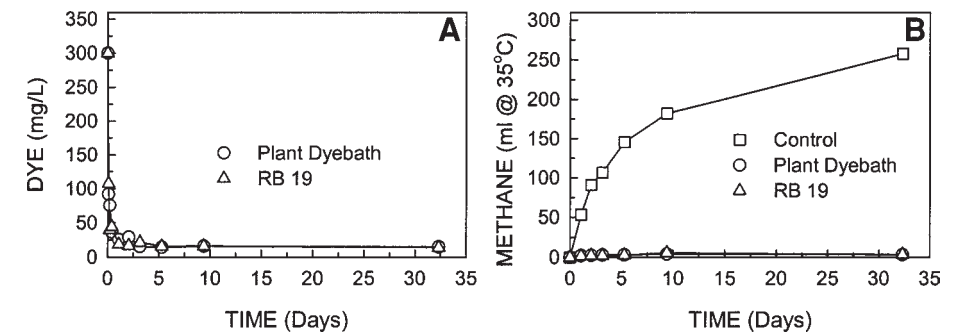 A
DYE (mg/L)
350
300
250
200
150
100
50
0
Plant Dyebath
RB 19
0 5 10 15 20 25 30 35
TIME (Days)
B
METHANE (ml @ 35°C)
300
250
200
150
100
50
0
Control
Plant Dyebath
RB 19
0 5 10 15 20 25 30 35
TIME (Days)